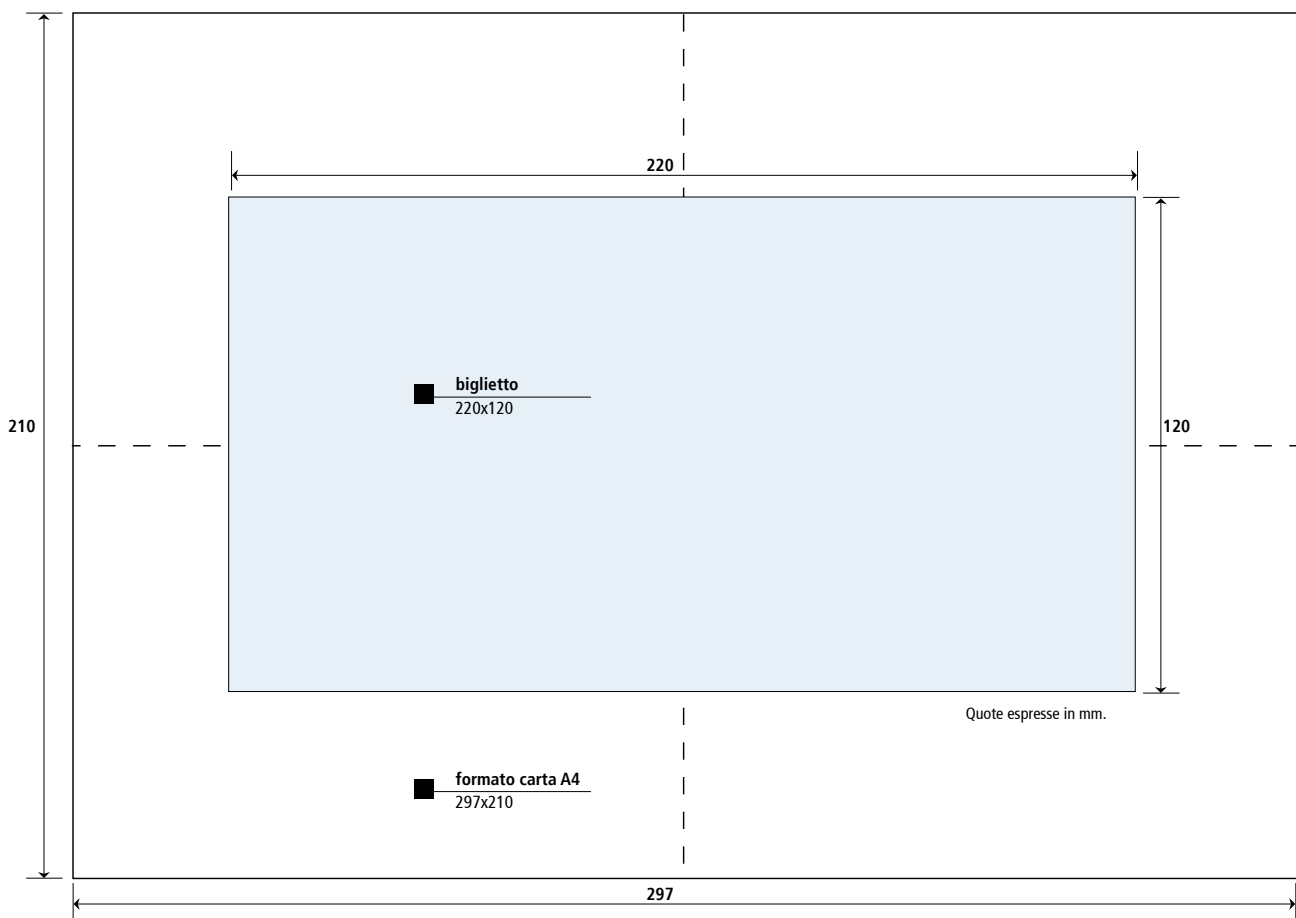 220
biglietto
220x120
210
120
Quote espresse in mm.
formato carta A4
297x210
297